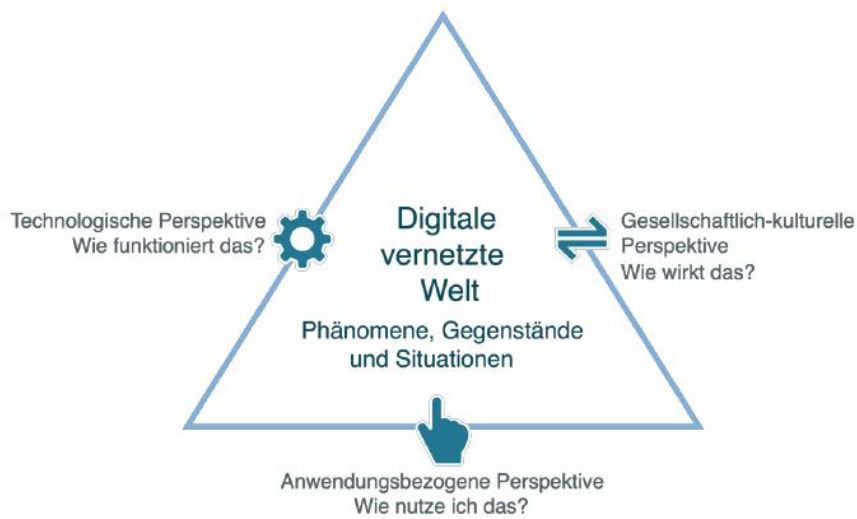 Technologische Perspektive
Wie funktioniert das?
Digitale
vernetzte
Welt
Phänomene, Gegenstände
und Situationen
Gesellschaftlich-kulturelle
Perspektive
Wie wirkt das?
Anwendungsbezogene Perspektive
Wie nutze ich das?